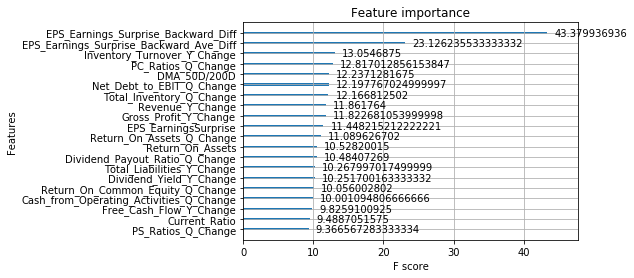 Feature importance
EPS_Earnings_Surprise_Backward_Diff 43.379936936
EPS_Earnings_Surprise_Backward_Ave_Diff 23.126235533333332
Inventory_Turnover_Y_Change 13.0546875
PC_Ratios_Q_Change 12.817012856153847
DMA_50D/200D 12.2371281675
Net_Debt_to_EBIT_Q_Change 12.197767024999997
Total_Inventory_Q_Change 12.166812502
Revenue_Y_Change 11.861764
Gross_Profit_Y_Change 11.822681053999998
EPS_EarningsSurprise 11.448215212222221
Return_On_Assets_Q_Change 11.089626702
Return_On_Assets 10.52820015
Dividend_Payout_Ratio_Q_Change 10.48407269
Total_Liabilities_Y_Change 10.267997017499999
Dividend_Yield_Y_Change 10.251700163333332
Return_On_Common_Equity_Q_Change 10.056002802
Cash_from_Operating_Activities_Q_Change 10.001094806666666
Free_Cash_Flow_Y_Change 9.8259100925
Current_Ratio 9.4887051575
PS_Ratios_Q_Change 9.366567283333334
Features
0 10 20 30 40
F score